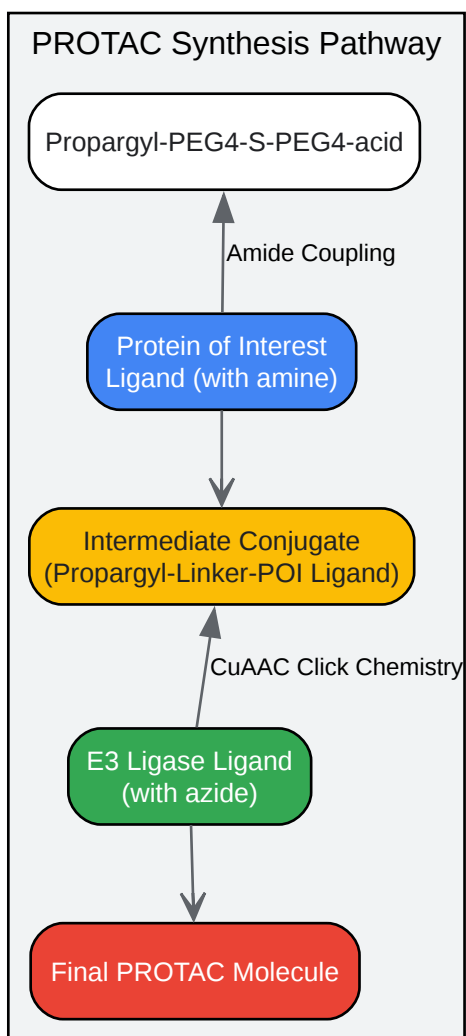 PROTAC Synthesis Pathway
Propargyl-PEG4-S-PEG4-acid
Amide Coupling
Protein of Interest
Ligand (with amine)
Intermediate Conjugate
(Propargyl-Linker-POI Ligand)
CuAAC Click Chemistry
E3 Ligase Ligand
(with azide)
Final PROTAC Molecule